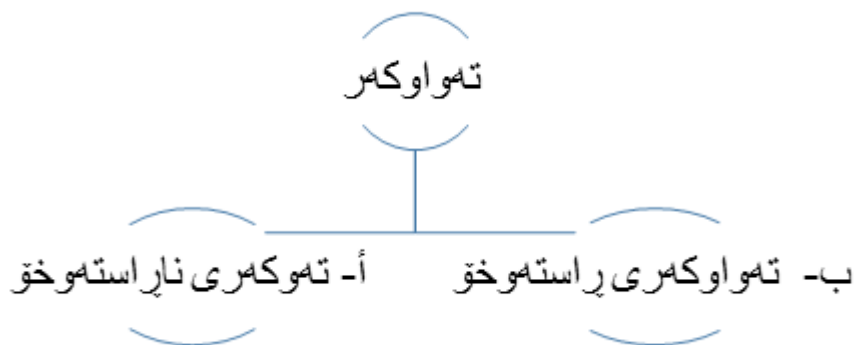 تەواوکەر
ب- تەواوکەری ڕاستەوخۆ
أ- تەوکەری ناڕاستەوخۆ